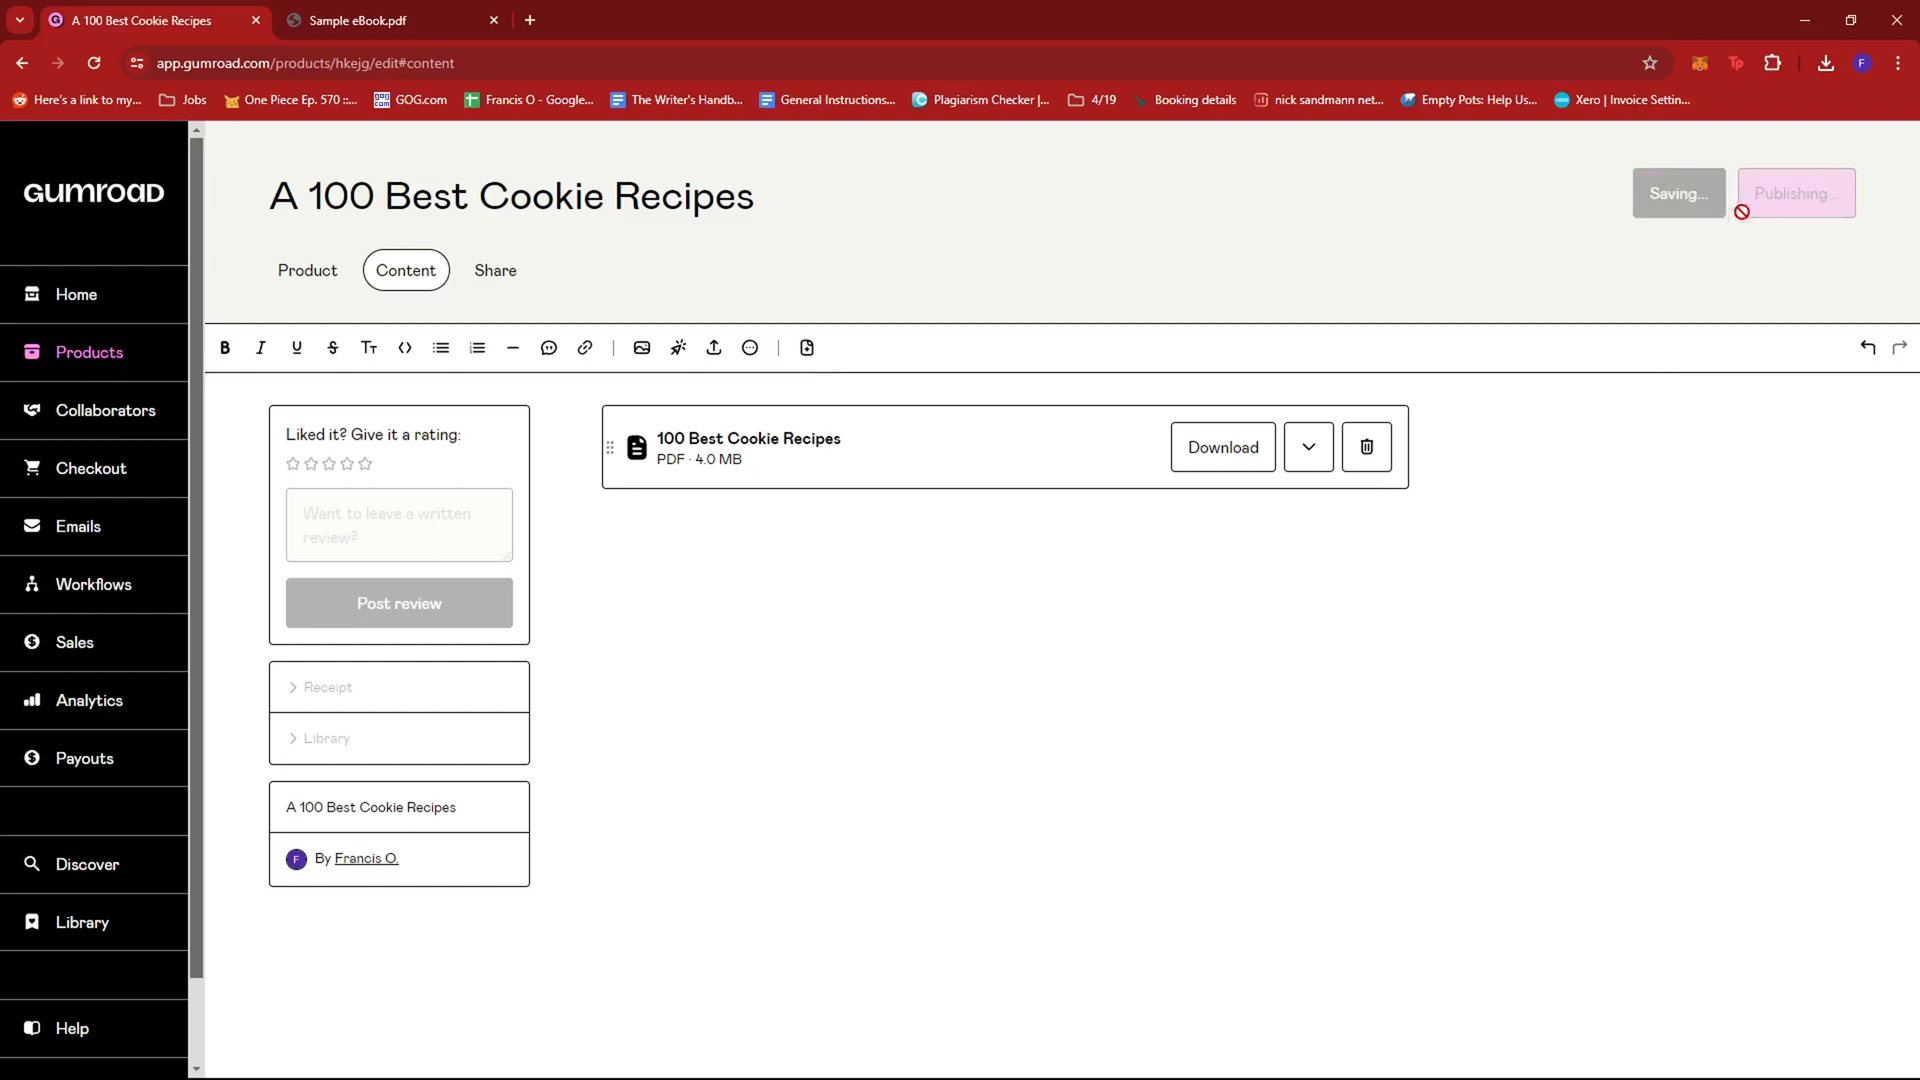 A 100 Best Cookie Recipes
Sample eBook.pdf
app.gumroad.com/products/hkejg/edit#content
F
Here's a link to my...
Jobs
One Piece Ep. 570 ::...
GOG.com
Francis O - Google...
The Writer's Handb...
General Instructions...
Plagiarism Checker |...
4/19
Booking details
nick sandmann net...
Empty Pots: Help Us...
Xero | Invoice Settin...
GUMROAD
Home
Products
Collaborators
Checkout
Emails
Workflows
Sales
Analytics
Payouts
Discover
Library
Help
A 100 Best Cookie Recipes
Saving...
Publishing...
Product
Content
Share
Liked it? Give it a rating:
Want to leave a written
review?
Post review
Receipt
Library
A 100 Best Cookie Recipes
F
By Francis O.
100 Best Cookie Recipes
PDF · 4.0 MB
Download